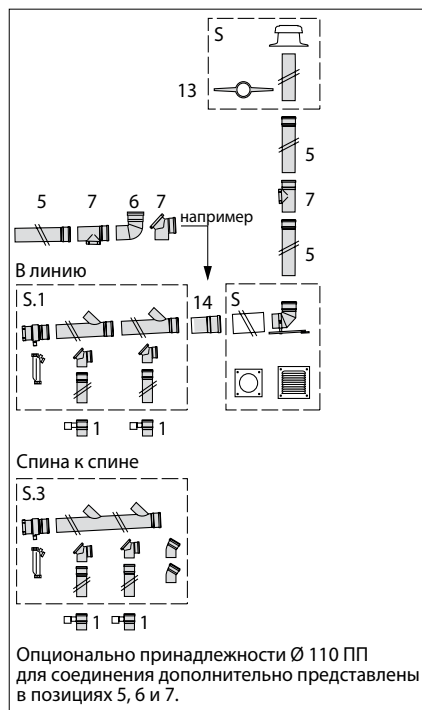 S
13
5
7
5
5 7 6 7
например
В линию
S.1
14
S
1 1
Спина к спине
S.3
1 1
Опционально принадлежности Ø 110 ПП
для соединения дополнительно представлены
в позициях 5, 6 и 7.